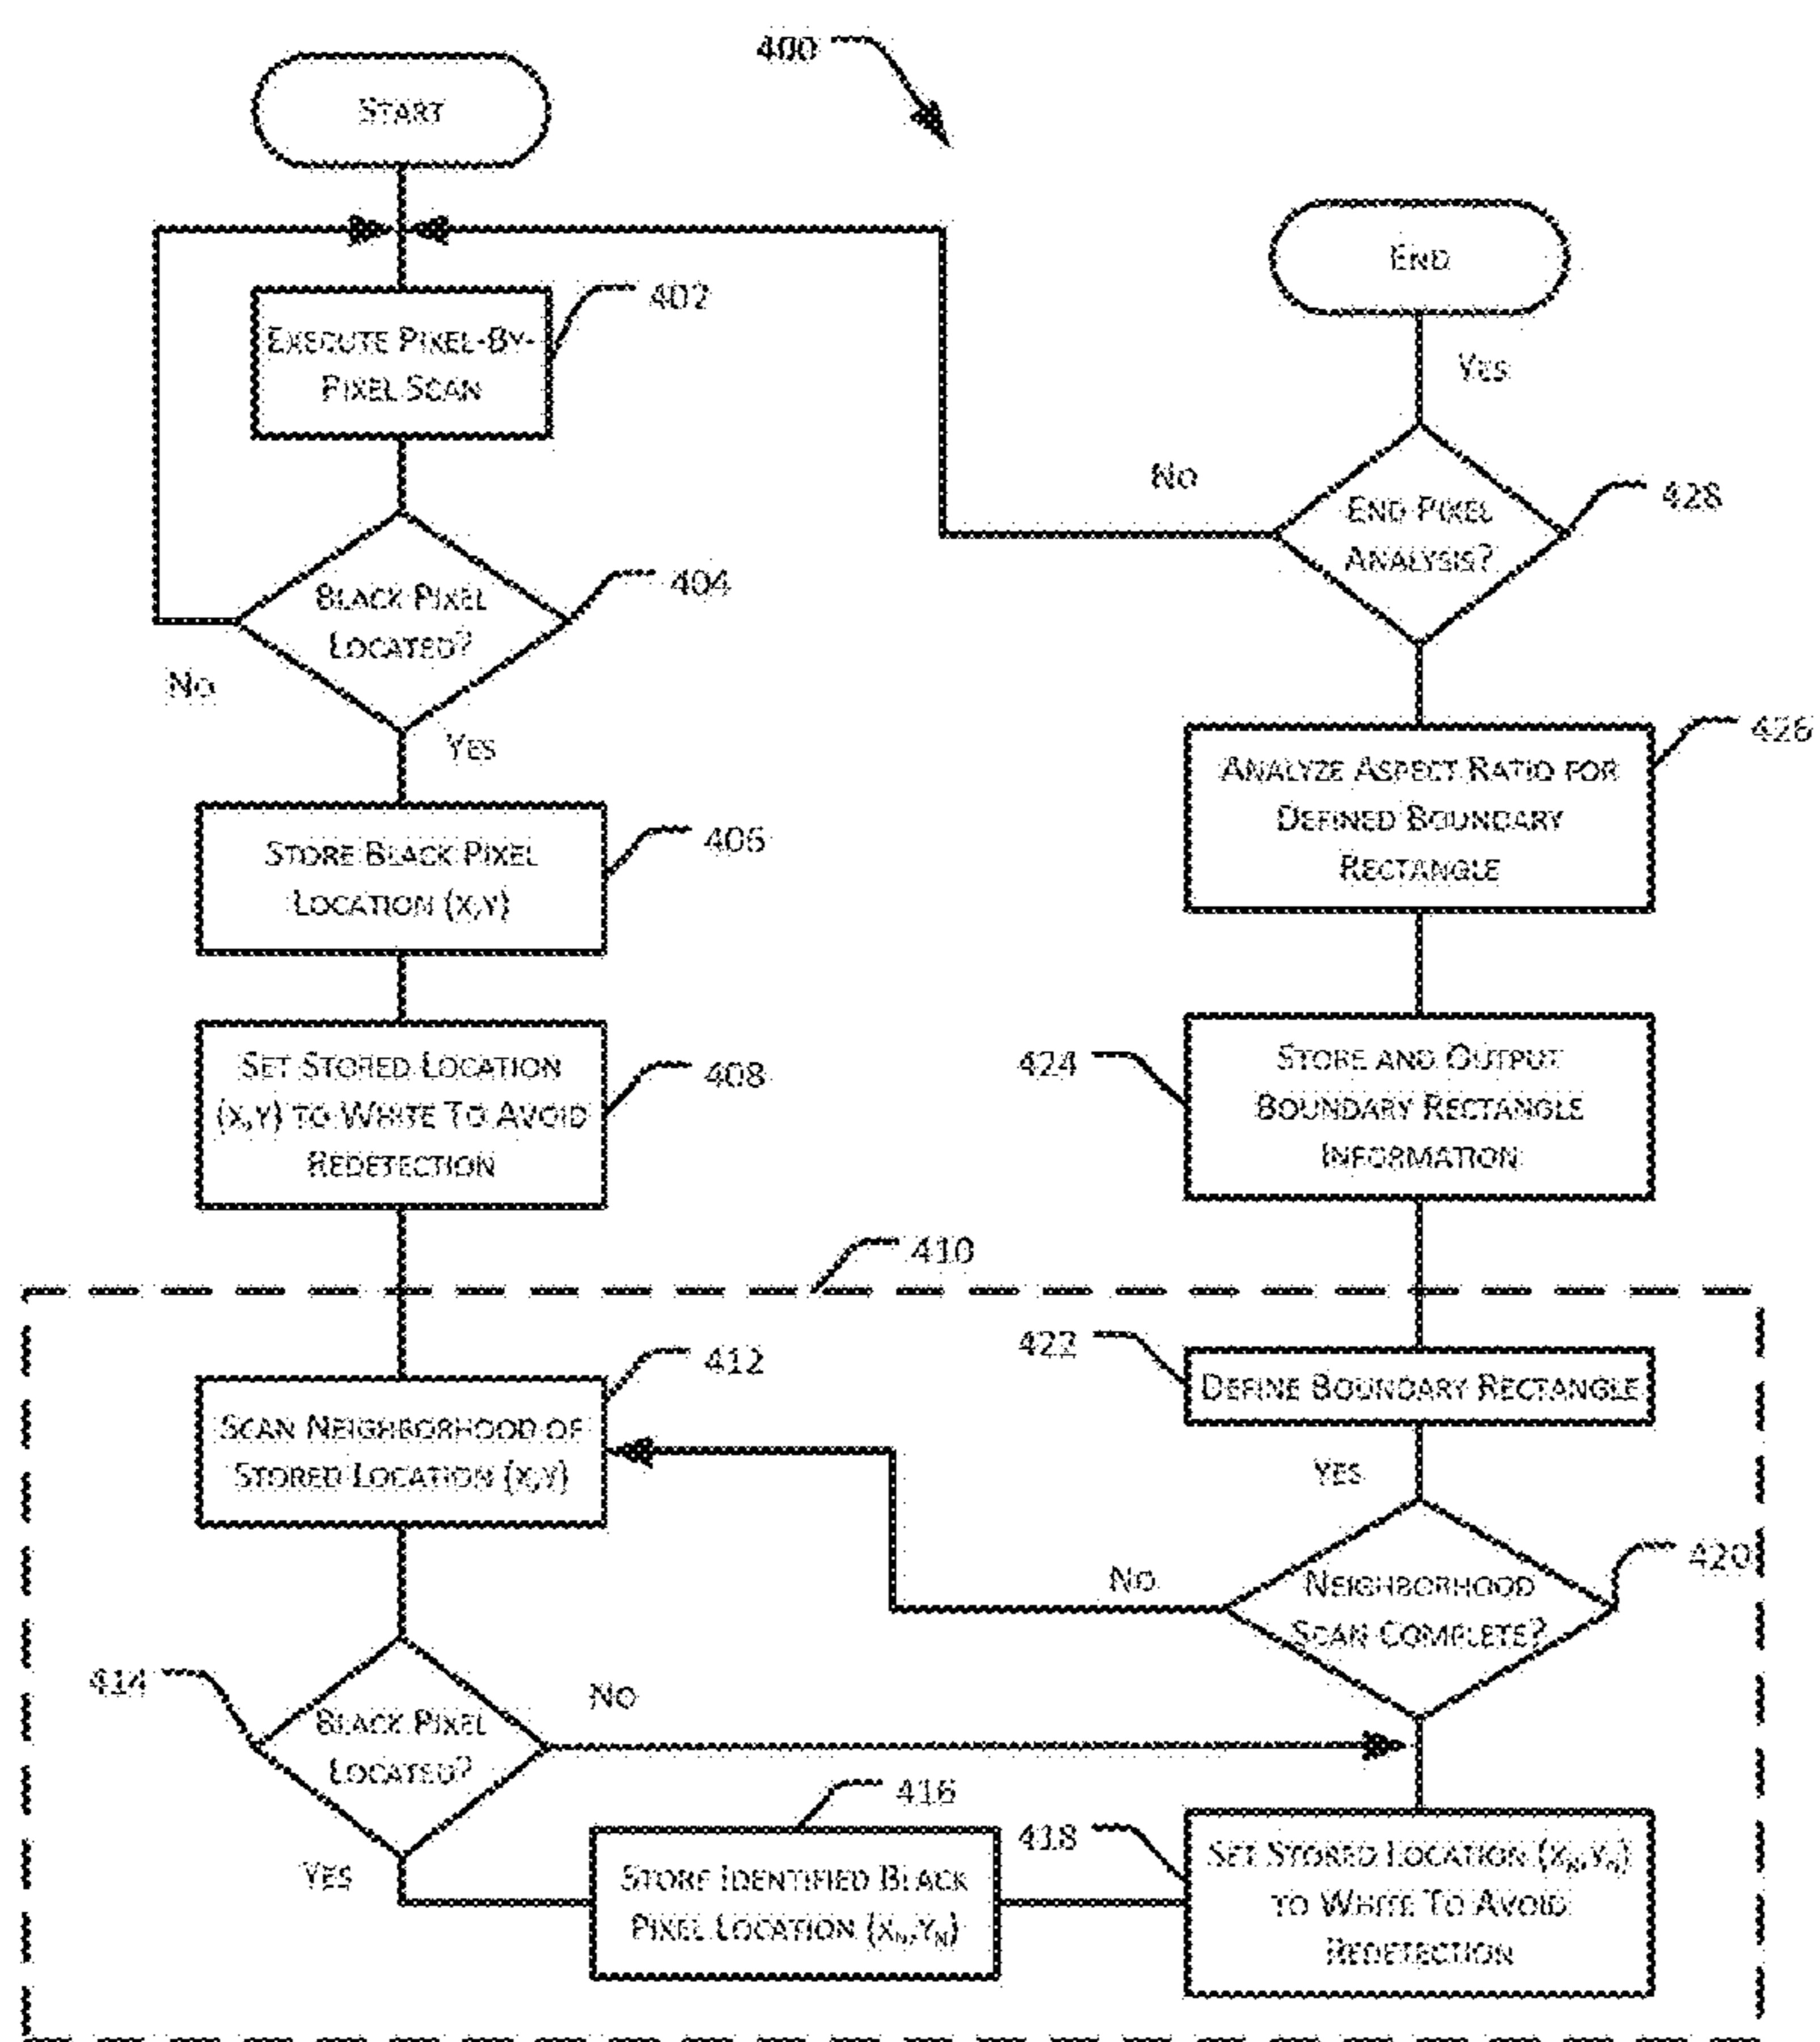 400
START
402
EXECUTE PIXEL-BY-
PIXEL SCAN
404
BLACK PIXEL
LOCATED?
NO
YES
406
STORE BLACK PIXEL
LOCATION (X,Y)
408
SET STORED LOCATION
(X,Y) TO WHITE TO AVOID
REDETECTION
410
412
SCAN NEIGHBORHOOD OF
STORED LOCATION (X,Y)
414
BLACK PIXEL
LOCATED?
NO
YES
416
STORE IDENTIFIED BLACK
PIXEL LOCATION (XN,YN)
418
SET STORED LOCATION (XN,YN)
TO WHITE TO AVOID
REDETECTION
420
NEIGHBORHOOD
SCAN COMPLETE?
NO
YES
422
DEFINE BOUNDARY RECTANGLE
424
STORE AND OUTPUT
BOUNDARY RECTANGLE
INFORMATION
426
ANALYZE ASPECT RATIO FOR
DEFINED BOUNDARY
RECTANGLE
428
END PIXEL
ANALYSIS?
NO
YES
END